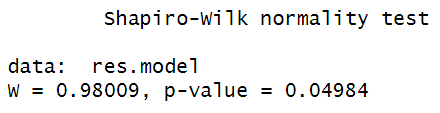 Shapiro-Wilk normality test
data:  res.model
W = 0.98009, p-value = 0.04984